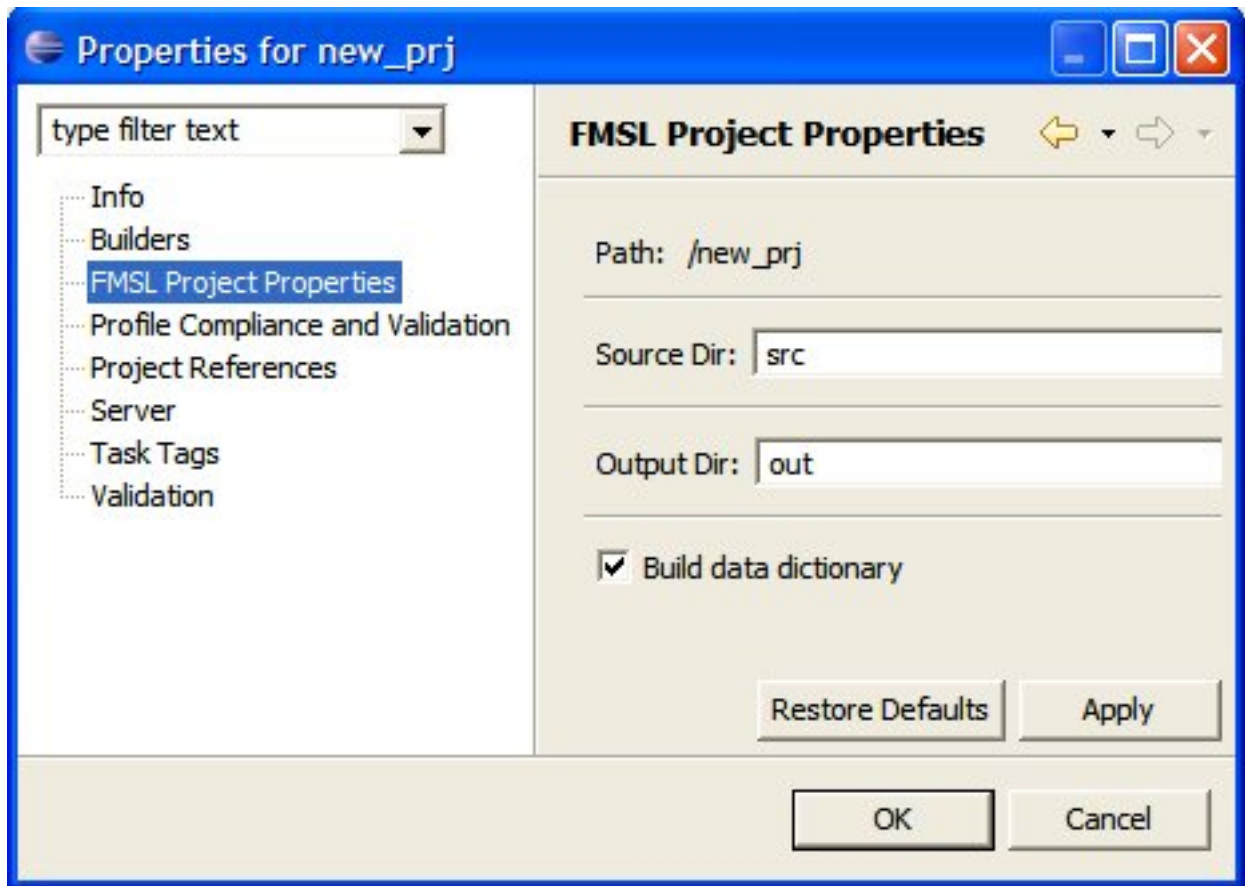 Properties for new_prj
type filter text
Info
Builders
FMSL Project Properties
Profile Compliance and Validation
Project References
Server
Task Tags
Validation
FMSL Project Properties
Path: /new_prj
Source Dir: src
Output Dir: out
Build data dictionary
Restore Defaults Apply
OK Cancel